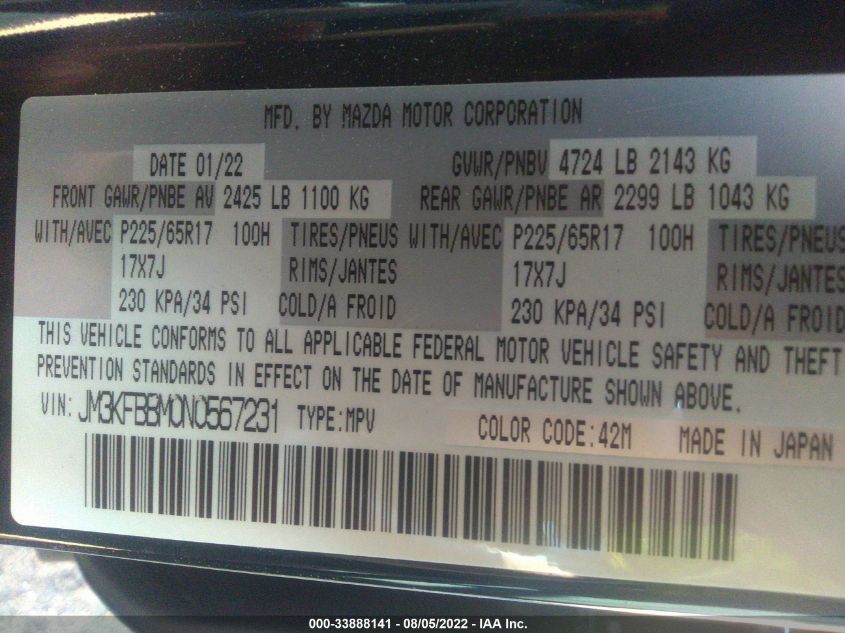 MFD. BY MAZDA MOTOR CORPORATION
DATE 01/22 GVWR/PNBV 4724 LB 2143 KG
FRONT GAWR/PNBE AV 2425 LB 1100 KG REAR GAWR/PNBE AR 2299 LB 1043 KG
WITH/AVEC P225/65R17 100H TIRES/PNEUS WITH/AVEC P225/65R17 100H TIRES/PNEUS
17X7J RIMS/JANTES 17X7J RIMS/JANTES
230 KPA/34 PSI COLD/A FROID 230 KPA/34 PSI COLD/A FROID
THIS VEHICLE CONFORMS TO ALL APPLICABLE FEDERAL MOTOR VEHICLE SAFETY AND THEFT
PREVENTION STANDARDS IN EFFECT ON THE DATE OF MANUFACTURE SHOWN ABOVE.
VIN: JM3KFBBM0N0567231 TYPE:MPV COLOR CODE:42M MADE IN JAPAN
000-33888141 - 08/05/2022 - IAA Inc.